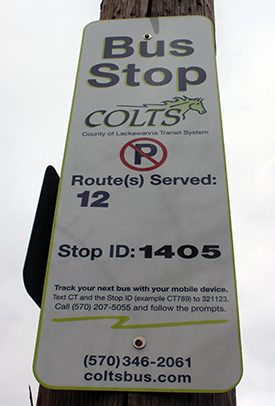 Bus
Stop
COLTS
County of Lackawanna Transit System
P
Route(s) Served:
12
Stop ID: 1405
Track your next bus with your mobile device.
Text CT and the Stop ID (example CT789) to 321123.
Call (570) 207-5055 and follow the prompts.
(570) 346-2061
coltsbus.com